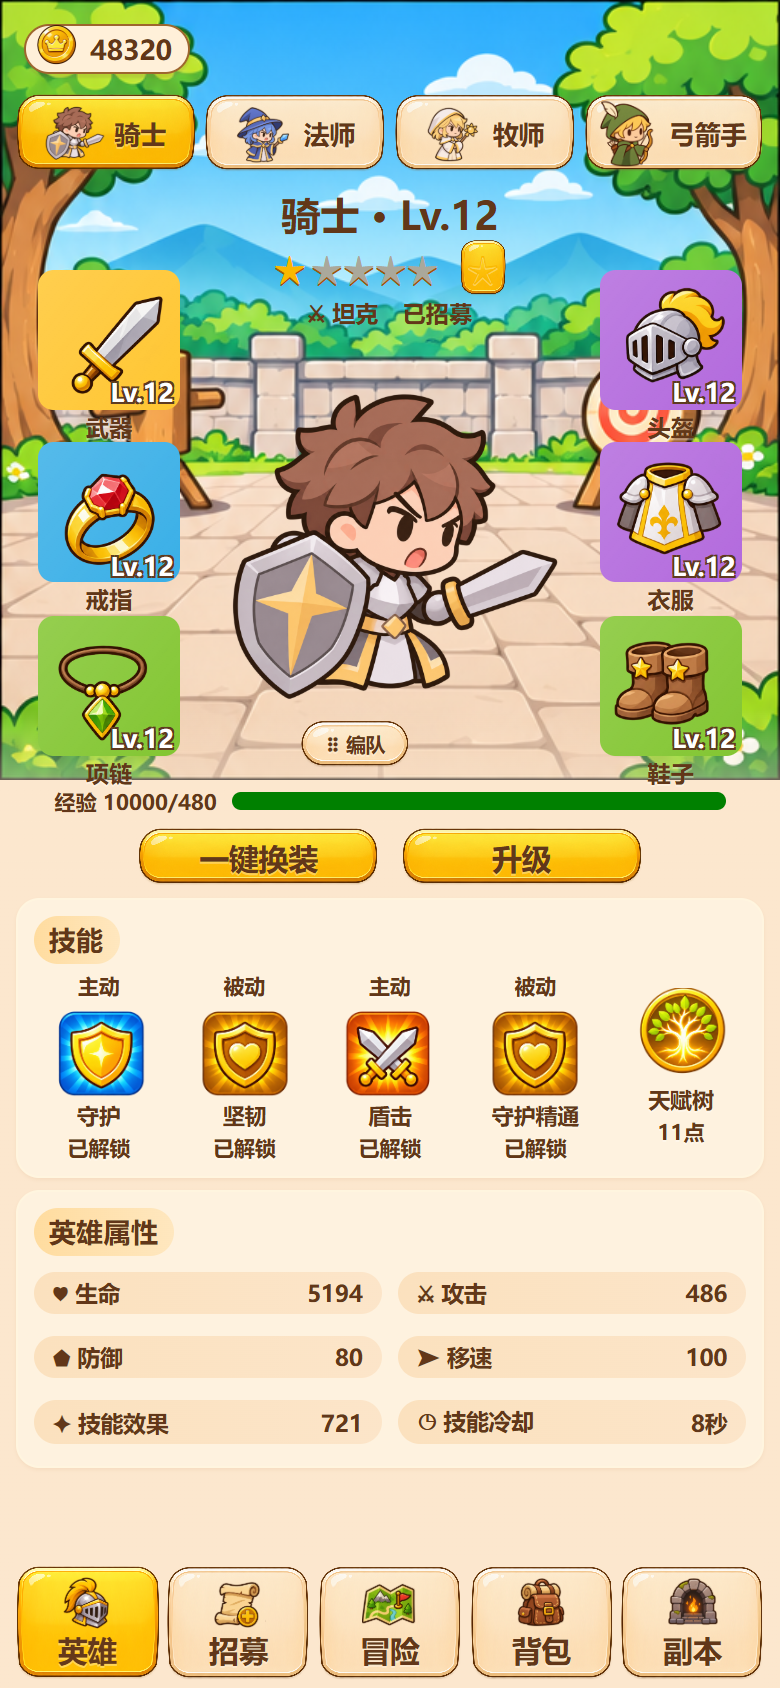 48320
骑士
法师
牧师
弓箭手
骑士·Lv.12
坦克 已招募
Lv.12
武器
Lv.12
头盔
Lv.12
戒指
Lv.12
衣服
Lv.12
项链
Lv.12
鞋子
编队
经验 10000/480
一键换装
升级
技能
主动
守护
已解锁
被动
坚韧
已解锁
主动
盾击
已解锁
被动
守护精通
已解锁
天赋树
11点
英雄属性
生命 5194
攻击 486
防御 80
移速 100
技能效果 721
技能冷却 8秒
英雄
招募
冒险
背包
副本